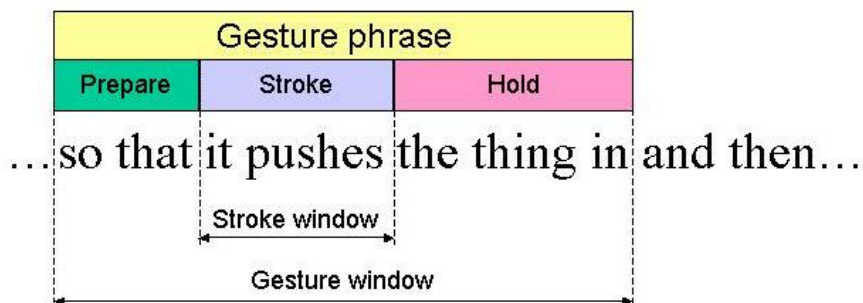 Gesture phrase
Prepare Stroke Hold
…so that it pushes the thing in and then…
Stroke window
Gesture window